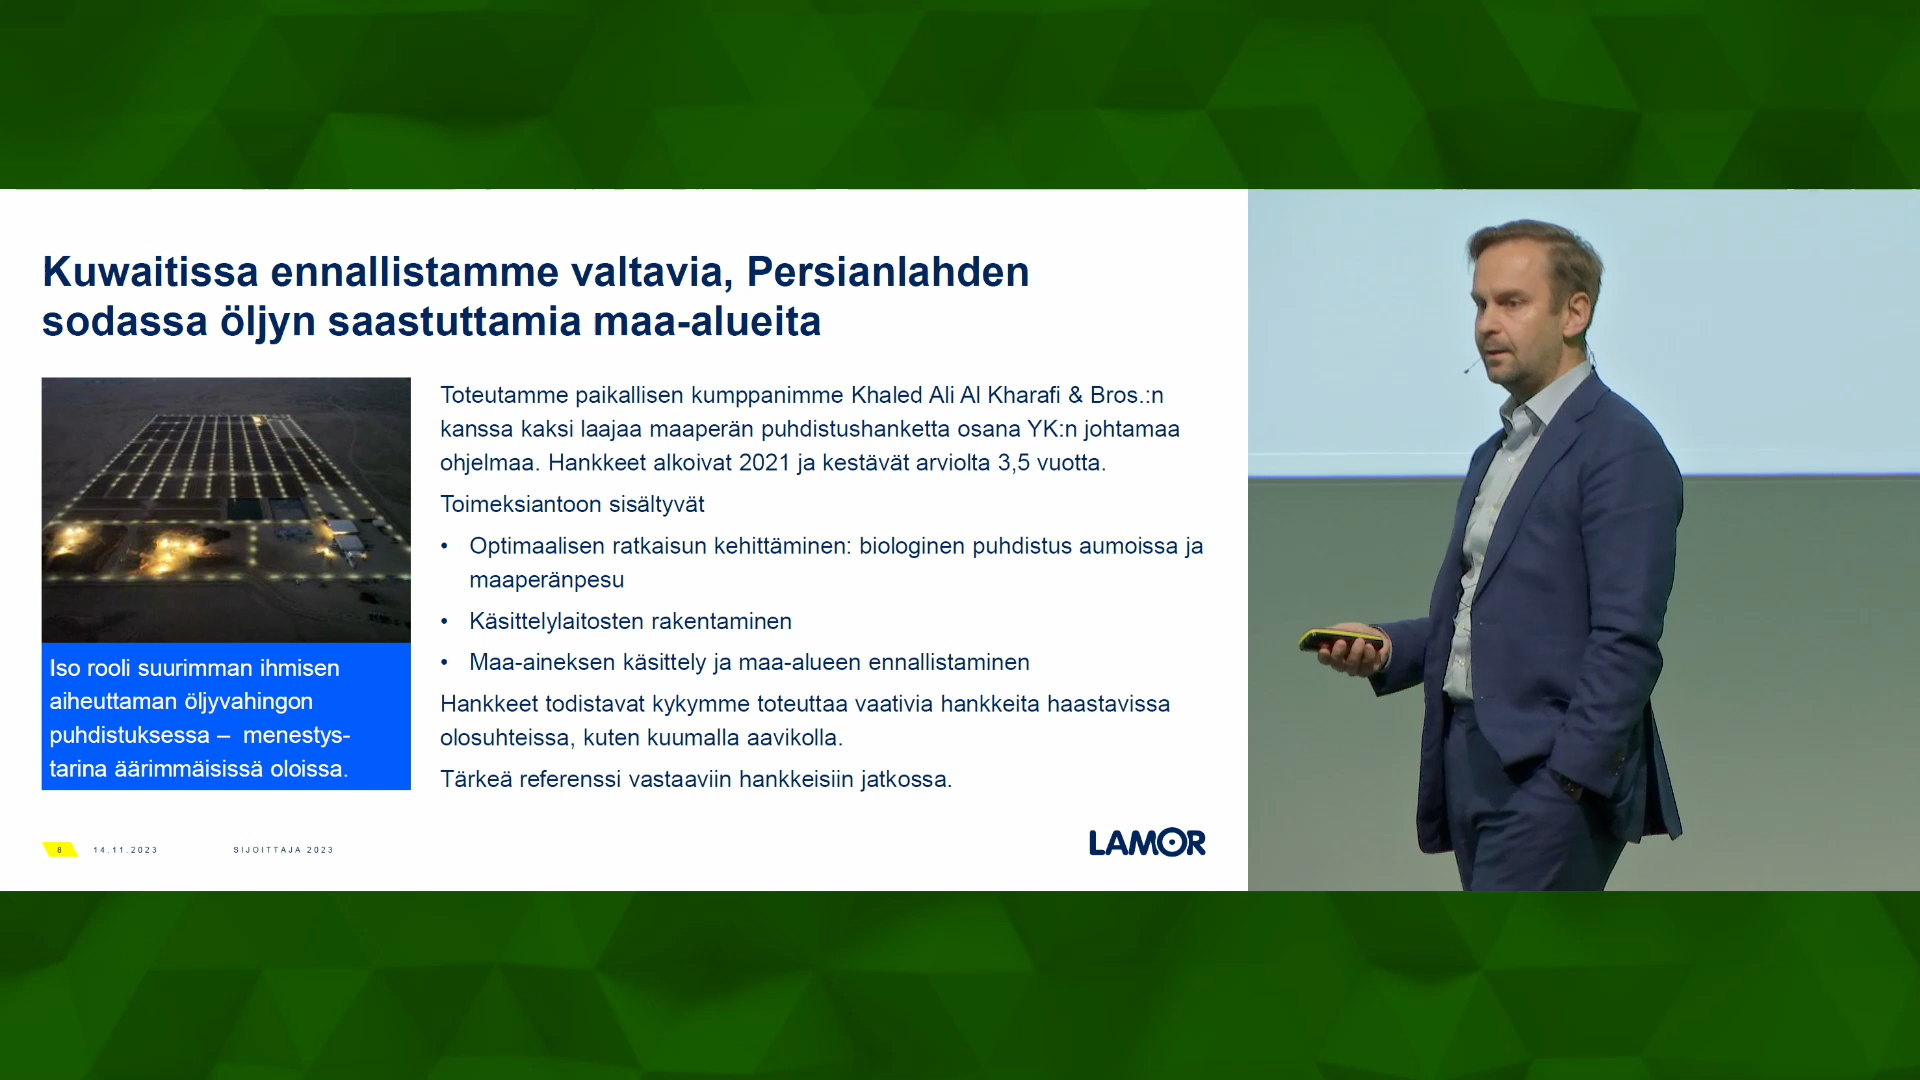 Kuwaitissa ennallistamme valtavia, Persianlahden
sodassa öljyn saastuttamia maa-alueita
Toteutamme paikallisen kumppanimme Khaled Ali Al Kharafi & Bros.:n
kanssa kaksi laajaa maaperän puhdistushanketta osana YK:n johtamaa
ohjelmaa. Hankkeet alkoivat 2021 ja kestävät arviolta 3,5 vuotta.
Toimeksiantoon sisältyvät
• Optimaalisen ratkaisun kehittäminen: biologinen puhdistus aumoissa ja
maaperänpesu
• Käsittelylaitosten rakentaminen
• Maa-aineksen käsittely ja maa-alueen ennallistaminen
Hankkeet todistavat kykymme toteuttaa vaativia hankkeita haastavissa
olosuhteissa, kuten kuumalla aavikolla.
Tärkeä referenssi vastaaviin hankkeisiin jatkossa.
Iso rooli suurimman ihmisen
aiheuttaman öljyvahingon
puhdistuksessa – menestys-
tarina äärimmäisissä oloissa.
8 14.11.2023 SIJOITTAJA 2023
LAMOR